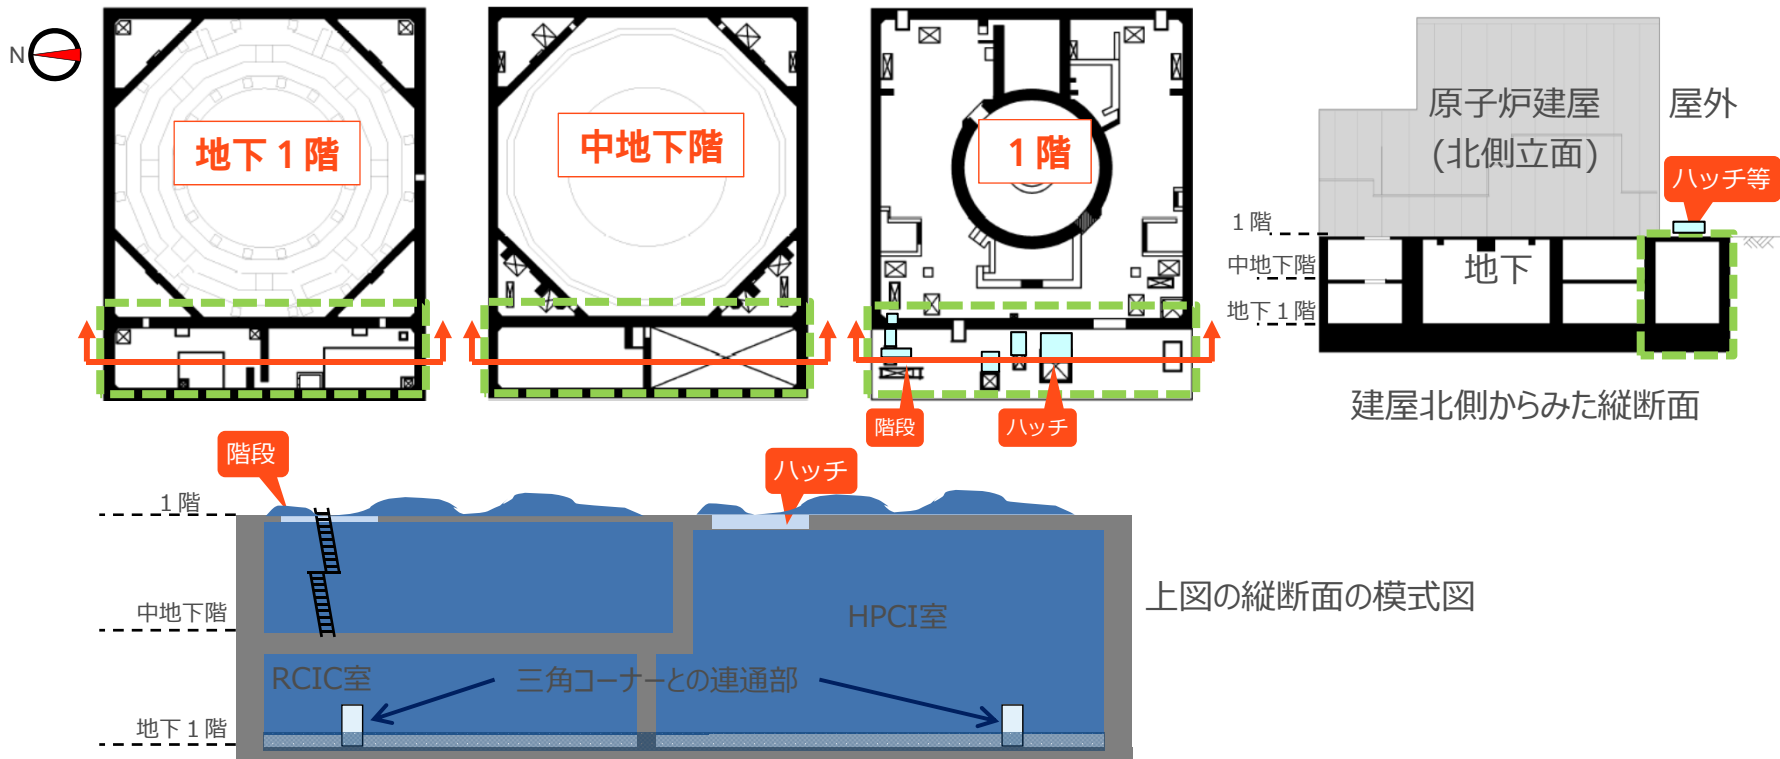 N
地下１階
中地下階
１階
原子炉建屋
(北側立面)
屋外
ハッチ等
1階
中地下階
地下1階
地下
階段
ハッチ
建屋北側からみた縦断面
階段
ハッチ
1階
中地下階
地下１階
HPCI室
RCIC室
三角コーナーとの連通部
上図の縦断面の模式図